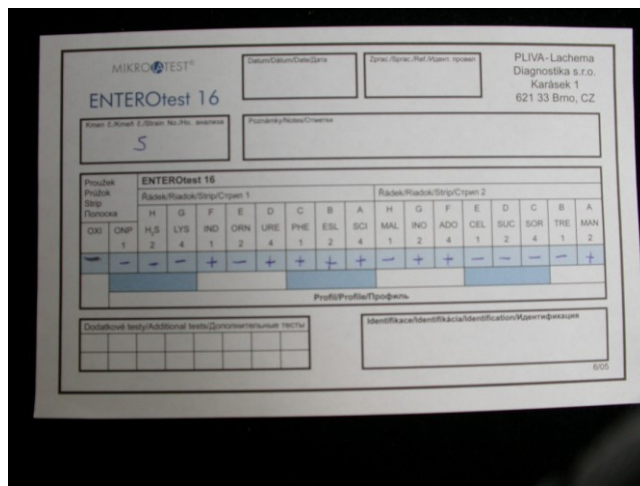 MIKROLATEST®
ENTEROtest 16
Datum/Dátum/Date/Дата
Zprac./Sprac./Ref./Идент. провел
PLIVA-Lachema
Diagnostika s.r.o.
Karásek 1
621 33 Brno, CZ
Kmen č./Kmeň č./Strain No./Но. анализа
5
Poznámky/Notes/Отметки
Proužek
Prúžok
Strip
Полоска
ENTEROtest 16
Řádek/Riadok/Strip/Стрип 1
Řádek/Riadok/Strip/Стрип 2
H G F E D C B A H G F E D C B A
OXI ONP H₂S LYS IND ORN URE PHE ESL SCI MAL INO ADO CEL SUC SOR TRE MAN
1 2 4 1 2 4 1 2 4 1 2 4 1 2 4 1 2
− − − − + − + + + + − + + − − − − +
Profil/Profile/Профиль
Dodatkové testy/Additional tests/Дополнительные тесты
Identifikace/Identifikácia/Identification/Идентификация
6/05